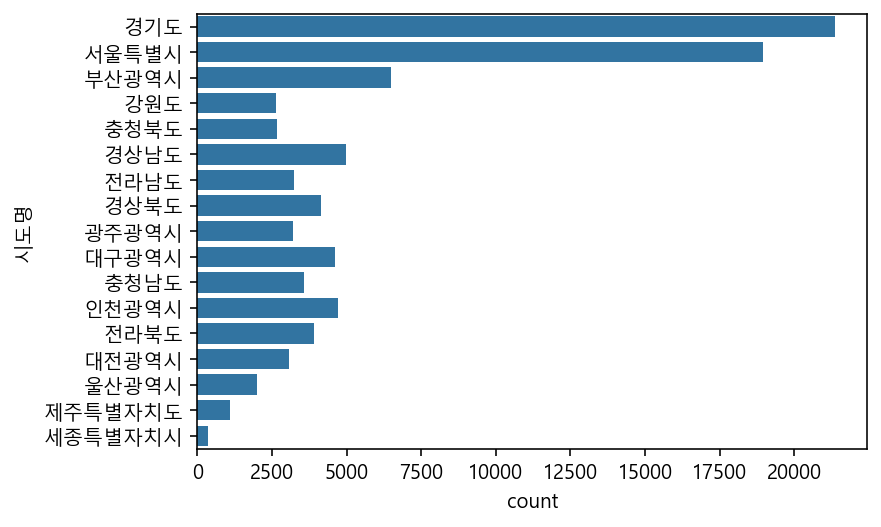 경기도
서울특별시
부산광역시
강원도
충청북도
경상남도
전라남도
경상북도
광주광역시
대구광역시
충청남도
인천광역시
전라북도
대전광역시
울산광역시
제주특별자치도
세종특별자치시
시도명
0 2500 5000 7500 10000 12500 15000 17500 20000
count